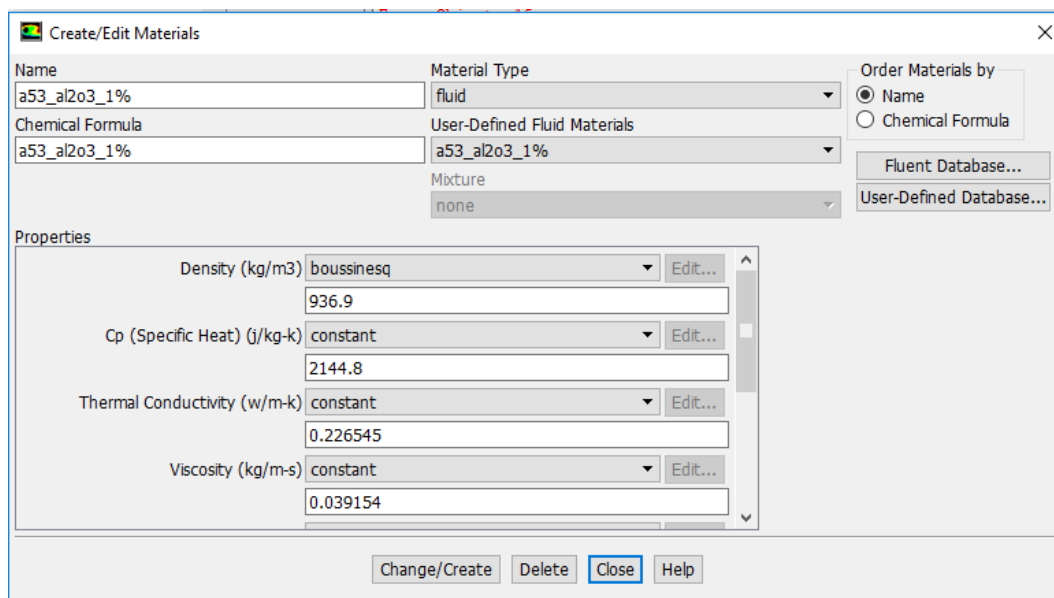 Create/Edit Materials
Name
a53_al2o3_1%
Chemical Formula
a53_al2o3_1%
Material Type
fluid
User-Defined Fluid Materials
a53_al2o3_1%
Mixture
none
Order Materials by
Name
Chemical Formula
Fluent Database...
User-Defined Database...
Properties
Density (kg/m3) boussinesq Edit...
936.9
Cp (Specific Heat) (j/kg-k) constant Edit...
2144.8
Thermal Conductivity (w/m-k) constant Edit...
0.226545
Viscosity (kg/m-s) constant Edit...
0.039154
Change/Create Delete Close Help